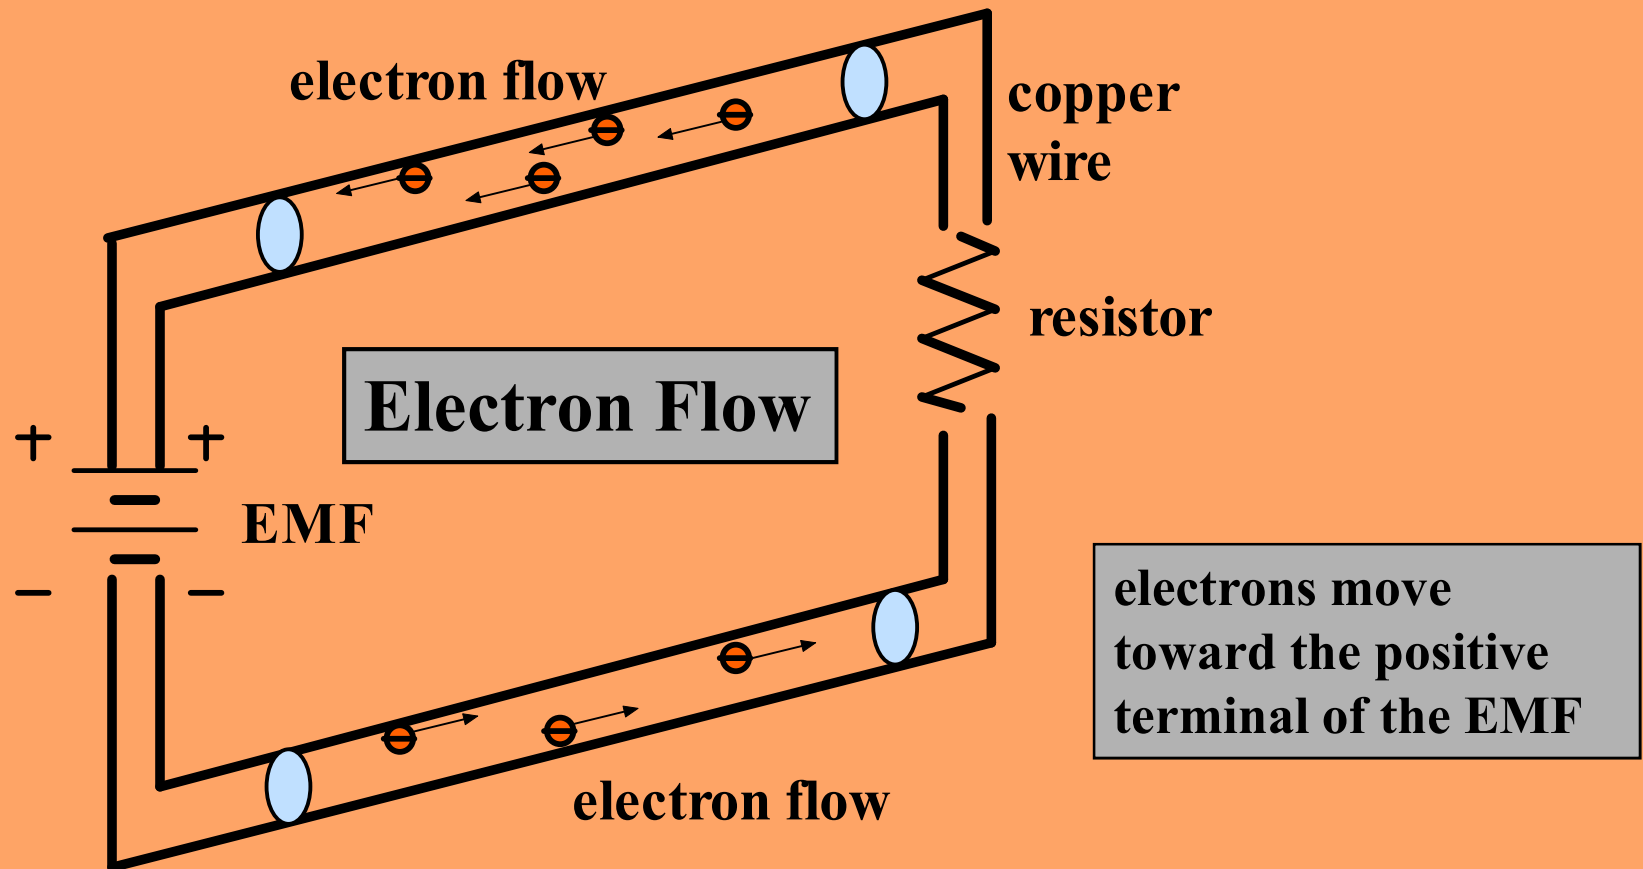 electron flow
copper
wire
resistor
Electron Flow
+ +
EMF
− −
electrons move
toward the positive
terminal of the EMF
electron flow